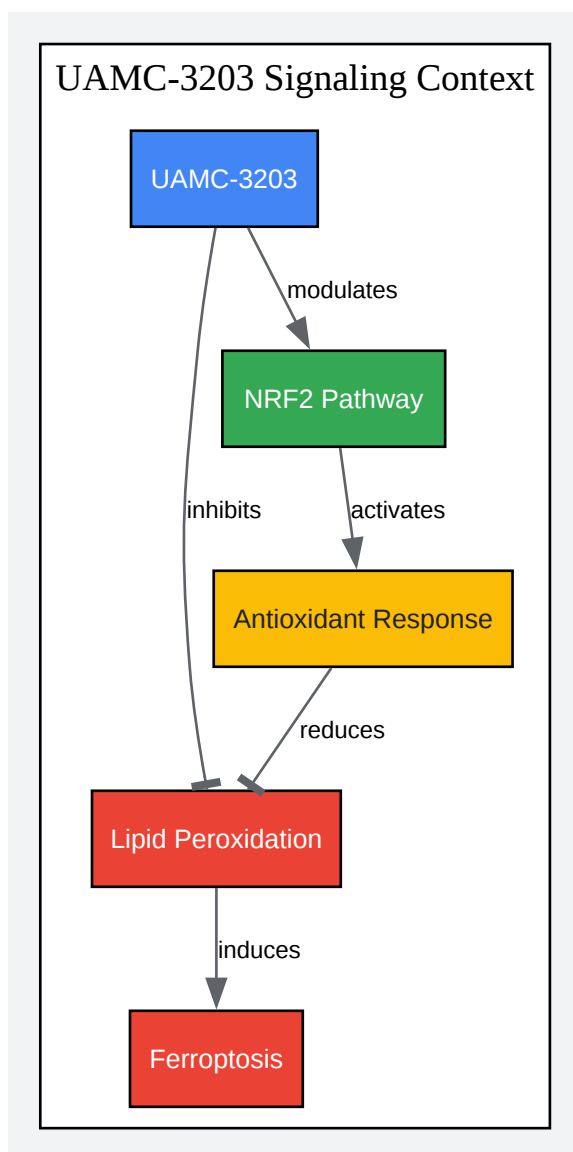 UAMC-3203 Signaling Context
UAMC-3203
modulates
NRF2 Pathway
inhibits
activates
Antioxidant Response
reduces
Lipid Peroxidation
induces
Ferroptosis